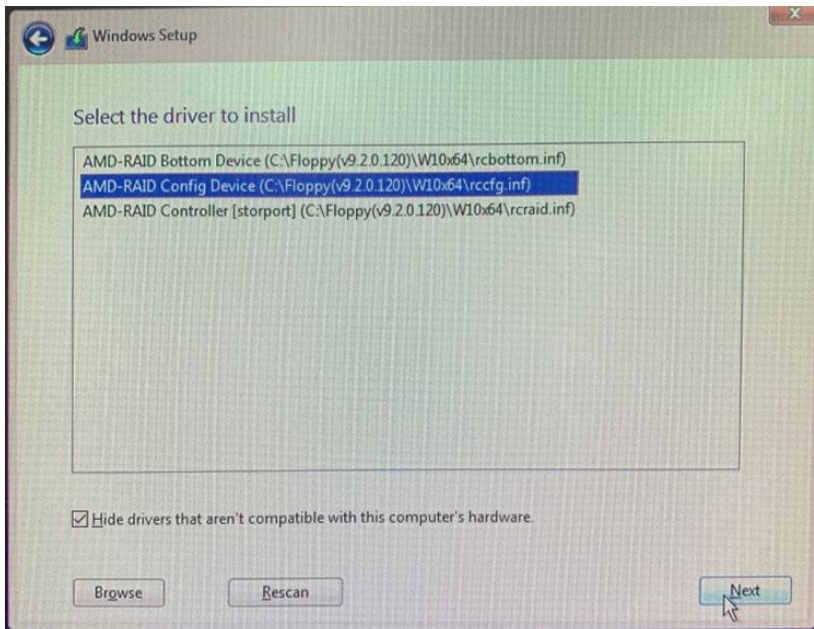 Windows Setup
Select the driver to install
AMD-RAID Bottom Device (C:\Floppy(v9.2.0.120)\W10x64\rcbottom.inf)
AMD-RAID Config Device (C:\Floppy(v9.2.0.120)\W10x64\rccfg.inf)
AMD-RAID Controller [storport] (C:\Floppy(v9.2.0.120)\W10x64\rcraid.inf)
Hide drivers that aren't compatible with this computer's hardware.
Browse Rescan Next